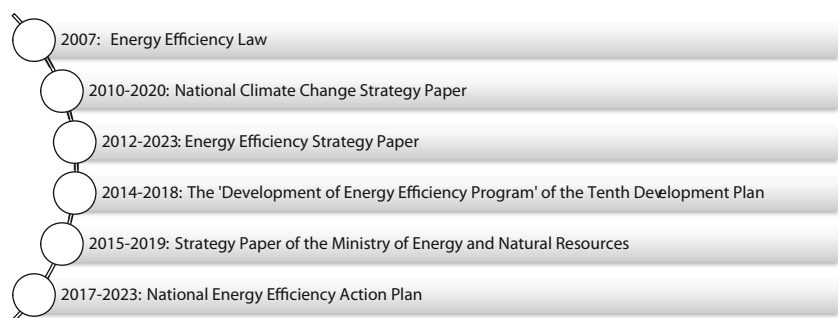 2007: Energy Efficiency Law
2010-2020: National Climate Change Strategy Paper
2012-2023: Energy Efficiency Strategy Paper
2014-2018: The 'Development of Energy Efficiency Program' of the Tenth Development Plan
2015-2019: Strategy Paper of the Ministry of Energy and Natural Resources
2017-2023: National Energy Efficiency Action Plan